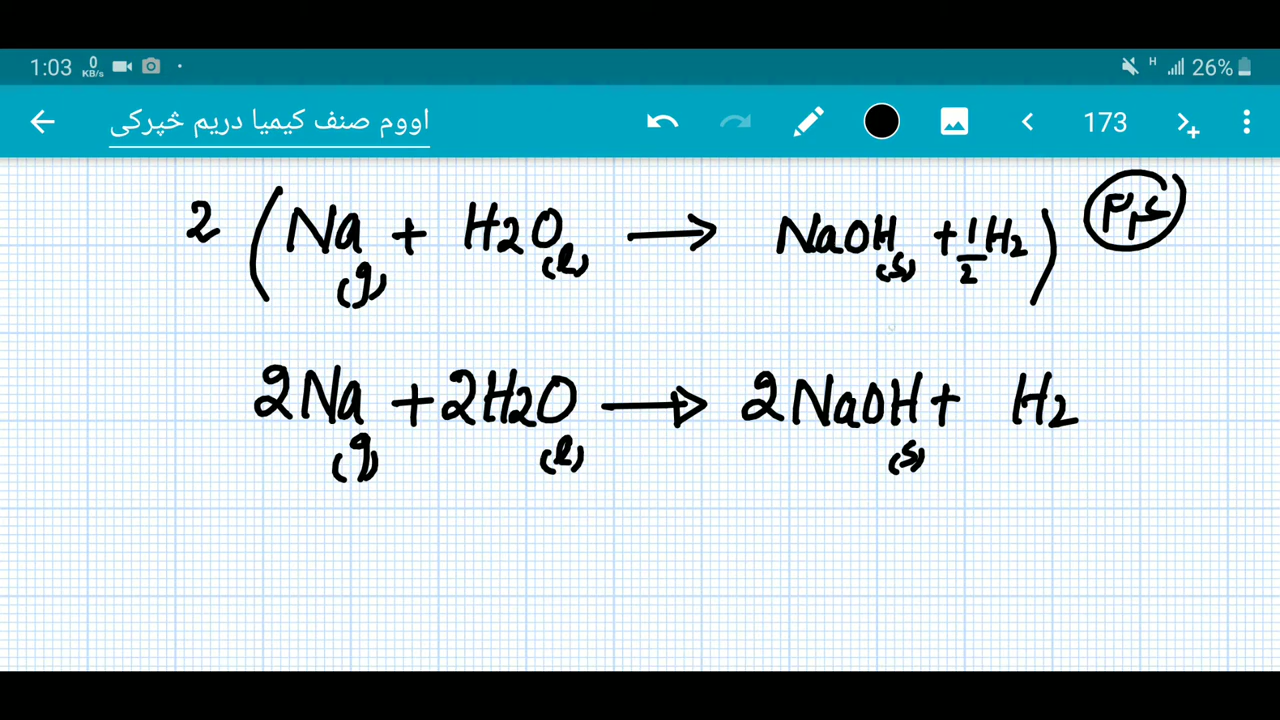 1:03 0 KB/s H 26%
اووم صنف کیمیا دریم څپرکی 173
2 (Na(g) + H2O(l) → NaOH(s) + 1/2 H2)
2Na(g) + 2H2O(l) → 2NaOH(s) + H2